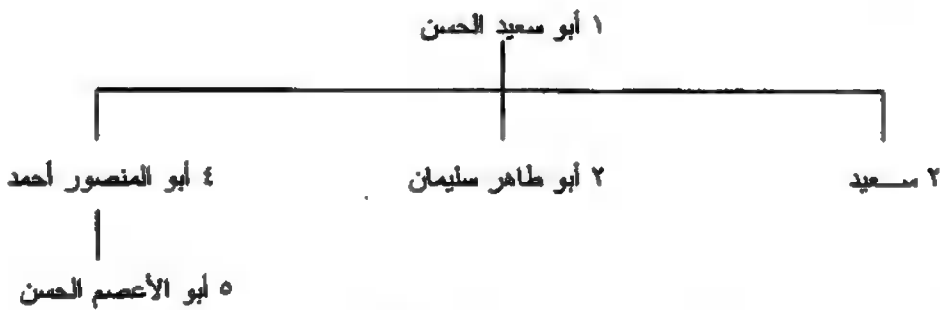 ١ أبو سعيد الحسن
٢ سعيد
٢ أبو طاهر سليمان
٤ أبو المنصور أحمد
٥ أبو الأعصم الحسن